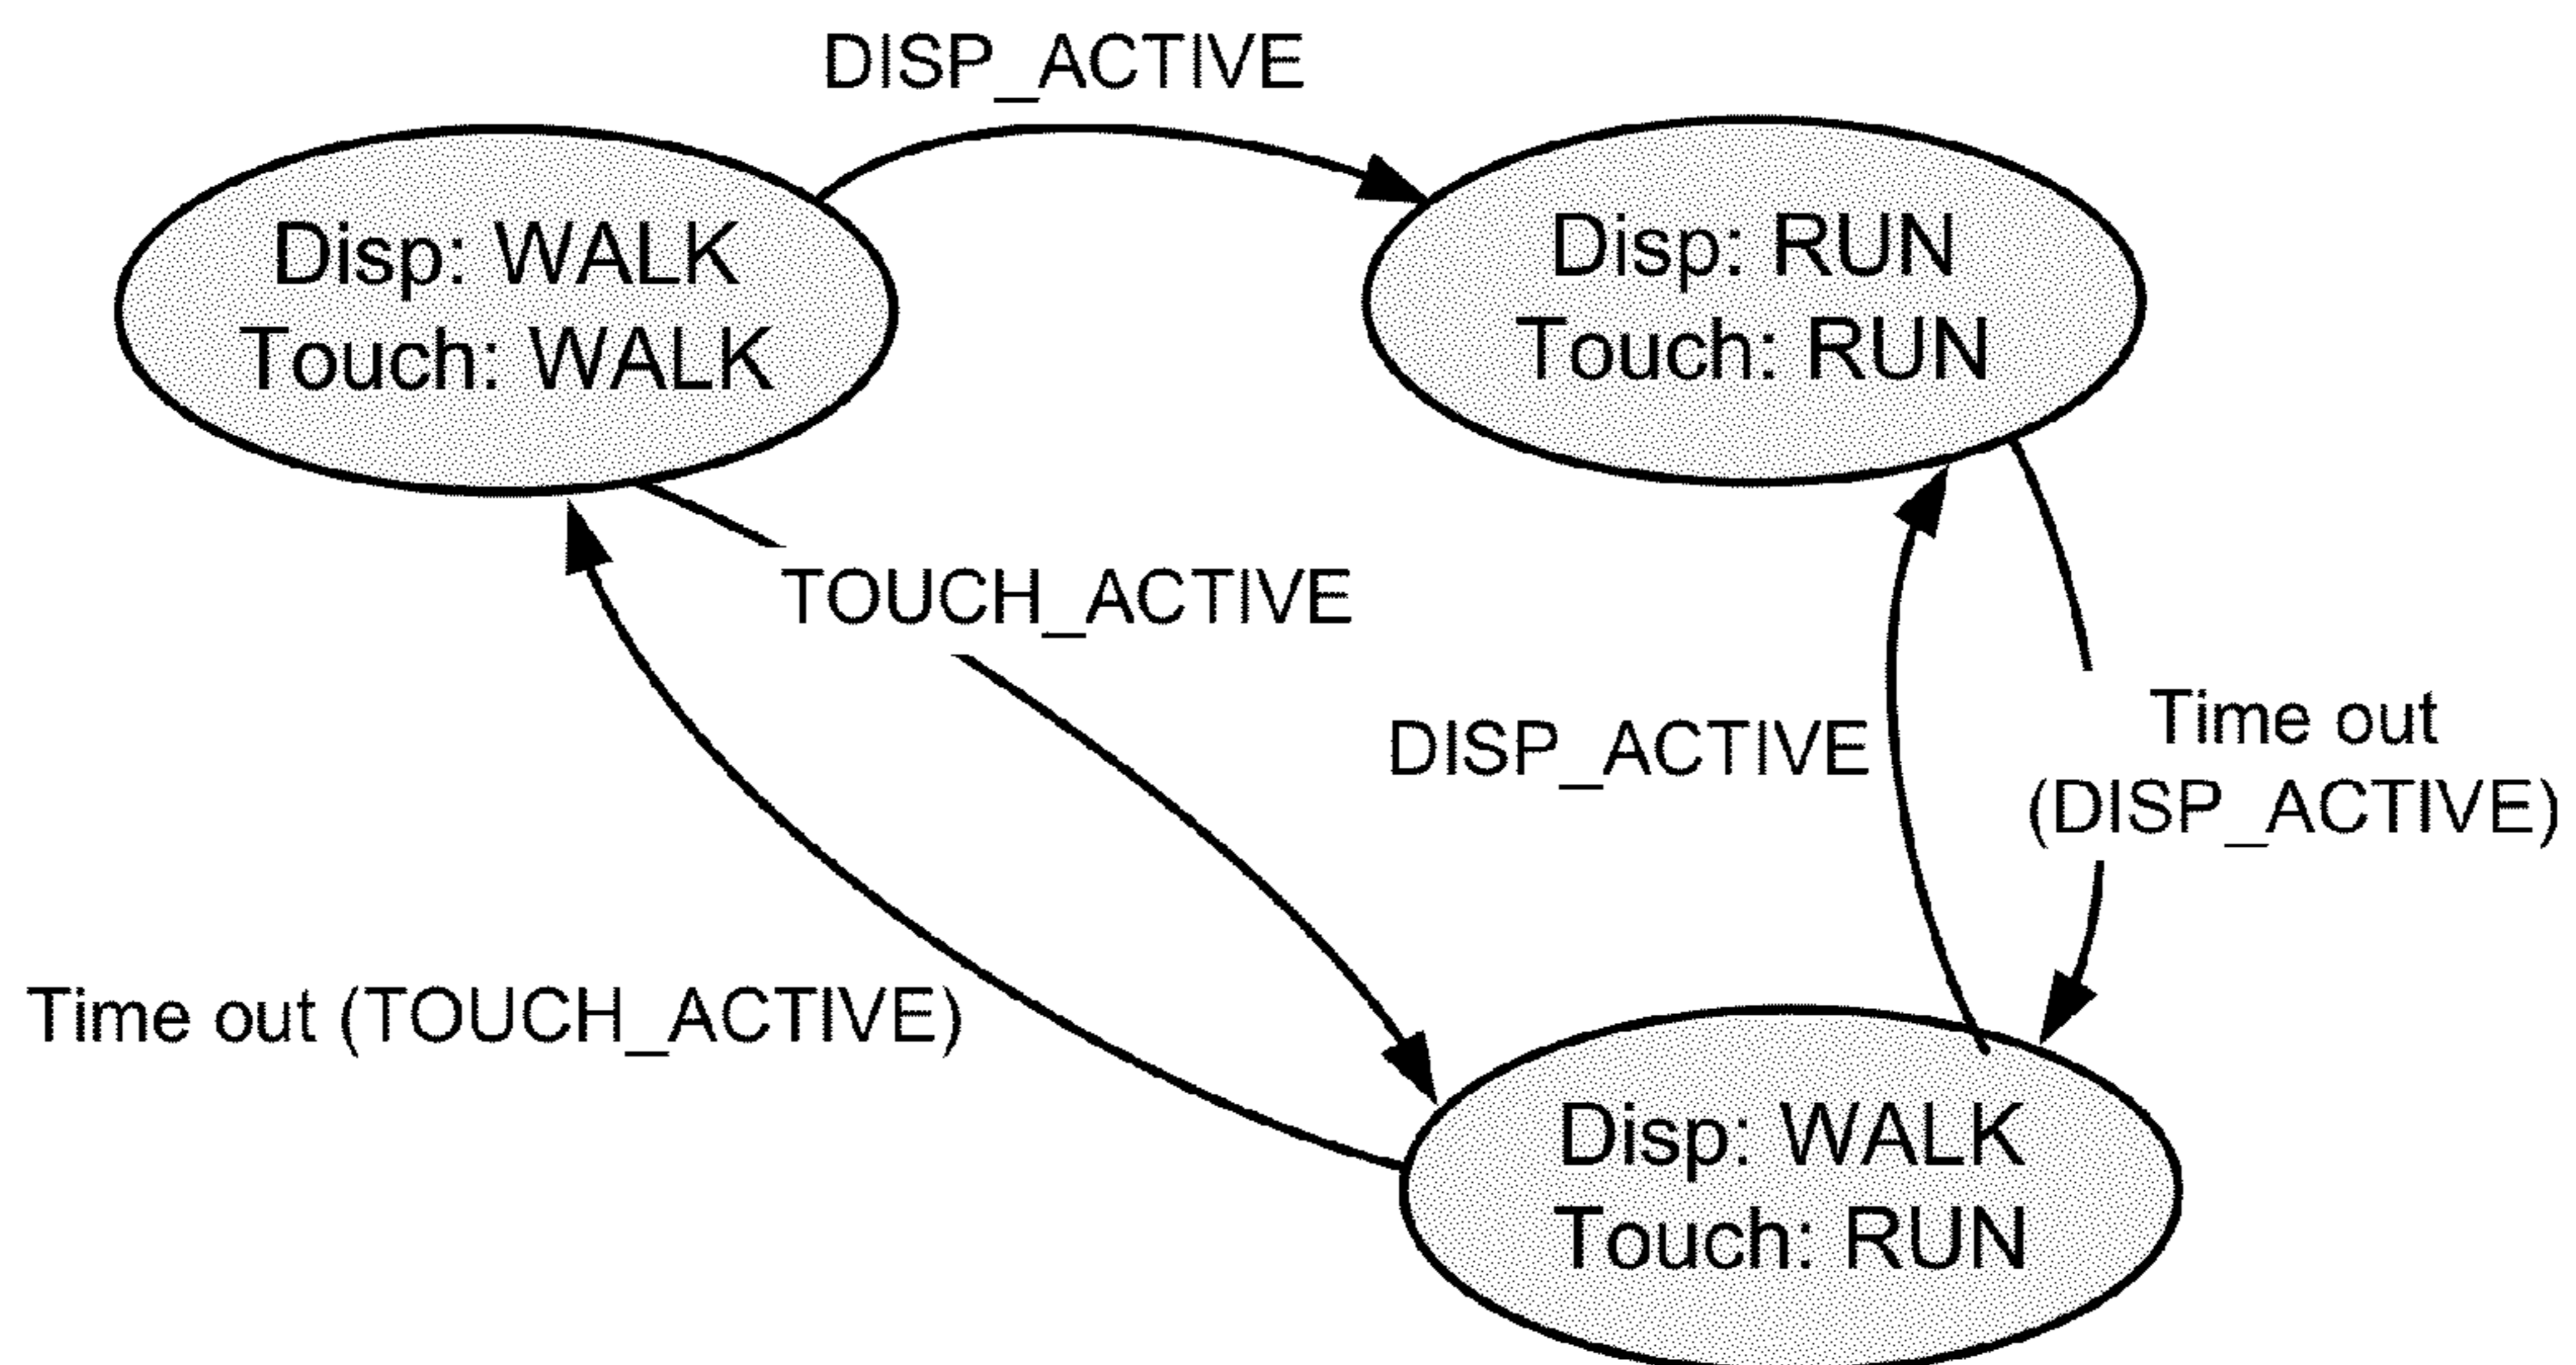 DISP_ACTIVE
Disp: WALK
Touch: WALK
Disp: RUN
Touch: RUN
TOUCH_ACTIVE
DISP_ACTIVE
Time out
(DISP_ACTIVE)
Time out (TOUCH_ACTIVE)
Disp: WALK
Touch: RUN